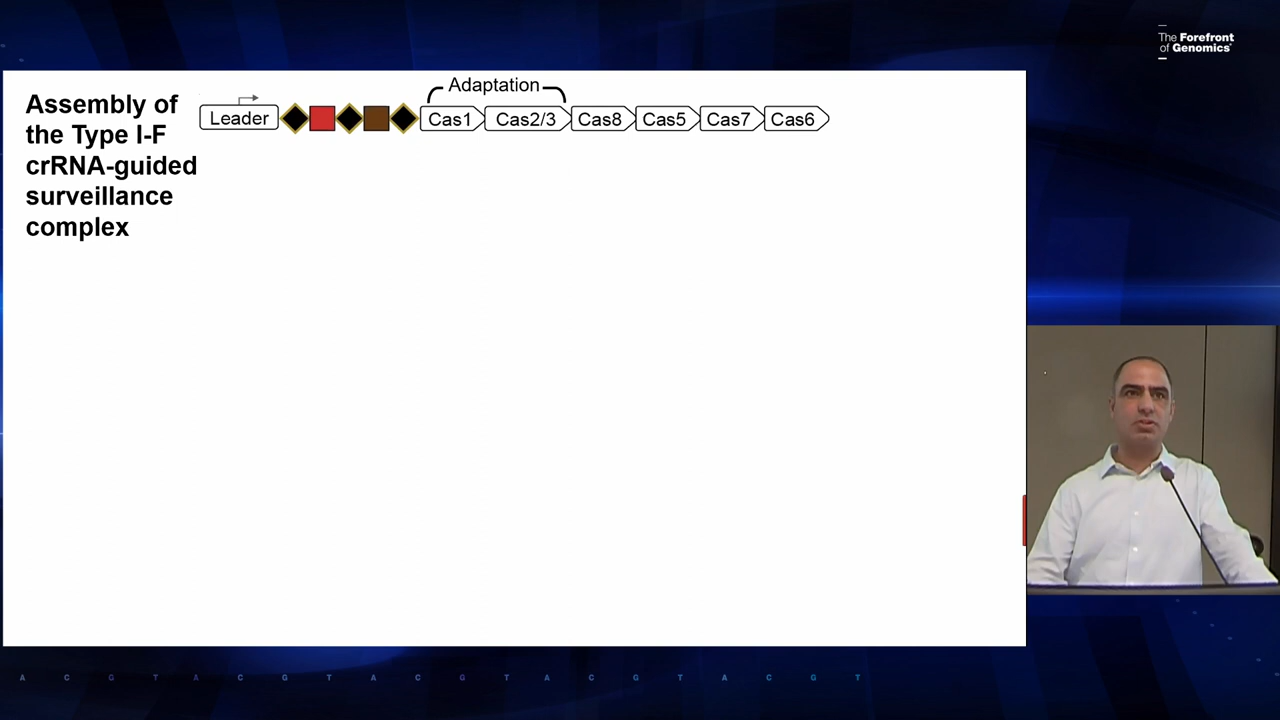 The Forefront
of Genomics®
Adaptation
Assembly of
the Type I-F
crRNA-guided
surveillance
complex
Leader
Cas1
Cas2/3
Cas8
Cas5
Cas7
Cas6
A C G T A C G T A C G T A C G T A C G T